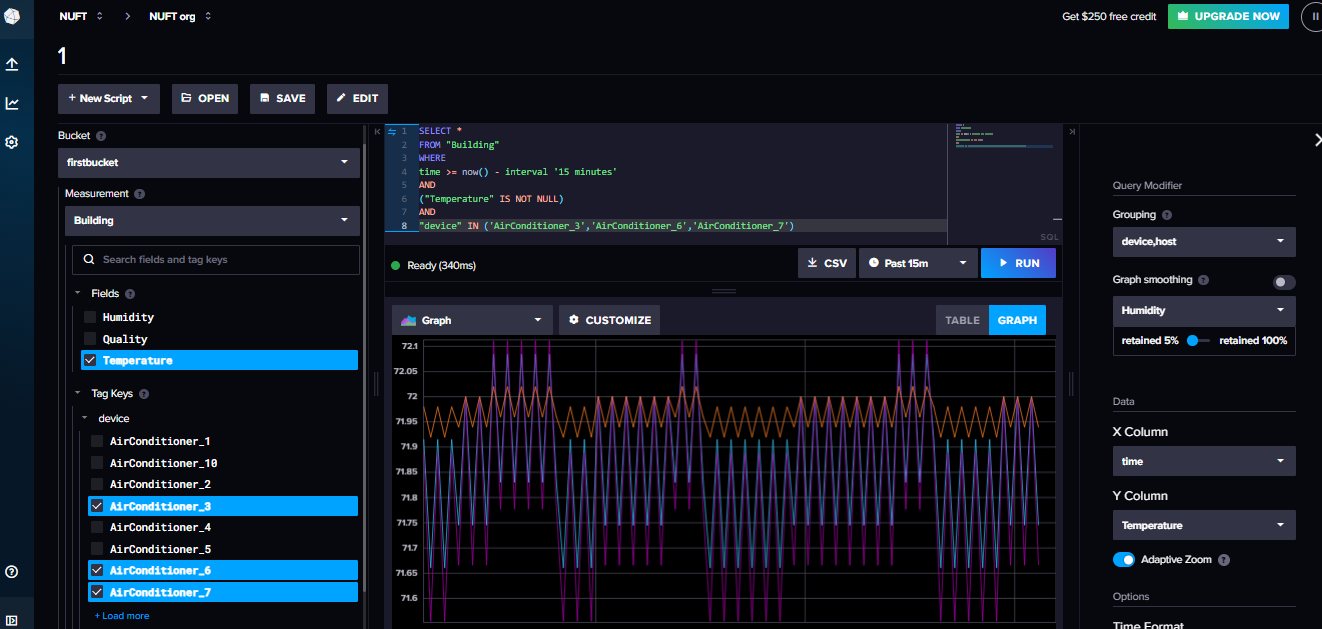 NUFT
NUFT org
Get $250 free credit
UPGRADE NOW
1
+ New Script
OPEN
SAVE
EDIT
Bucket
firstbucket
Measurement
Building
Search fields and tag keys
Fields
Humidity
Quality
Temperature
Tag Keys
device
AirConditioner_1
AirConditioner_10
AirConditioner_2
AirConditioner_3
AirConditioner_4
AirConditioner_5
AirConditioner_6
AirConditioner_7
+ Load more
1 SELECT *
2 FROM "Building"
3 WHERE
4 time >= now() - interval '15 minutes'
5 AND
6 ("Temperature" IS NOT NULL)
7 AND
8 "device" IN ('AirConditioner_3','AirConditioner_6','AirConditioner_7')
SQL
Ready (340ms)
CSV
Past 15m
RUN
Graph
CUSTOMIZE
TABLE
GRAPH
72.1
72.05
72
71.95
71.9
71.85
71.8
71.75
71.7
71.65
71.6
Query Modifier
Grouping
device,host
Graph smoothing
Humidity
retained 5%
retained 100%
Data
X Column
time
Y Column
Temperature
Adaptive Zoom
Options
Time Format